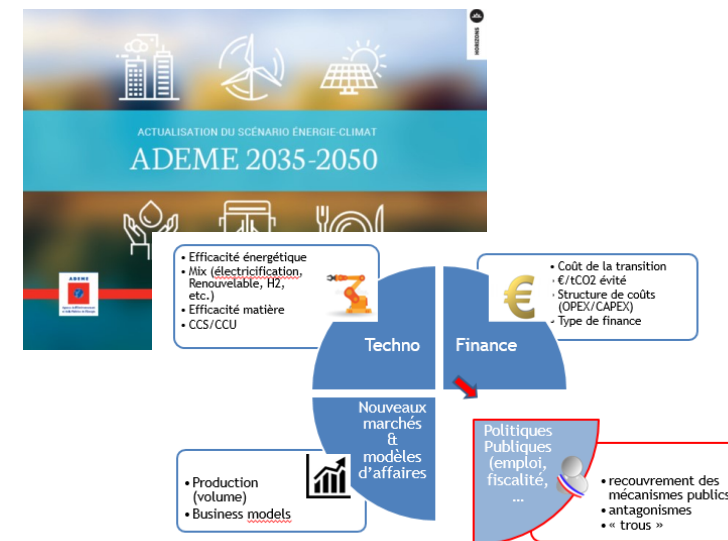 HORIZONS
ACTUALISATION DU SCÉNARIO ÉNERGIE-CLIMAT
ADEME 2035-2050
ADEME
• Efficacité énergétique
• Mix (électricification,
Renouvelable, H2,
etc.)
• Efficacité matière
• CCS/CCU
• Coût de la transition
• €/tCO2 évité
• Structure de coûts
(OPEX/CAPEX)
• Type de finance
€
Techno
Finance
Nouveaux
marchés
&
modèles
d'affaires
Politiques
Publiques
(emploi,
fiscalité,
...
• Production
(volume)
• Business models
• recouvrement des
mécanismes publics
• antagonismes
• « trous »